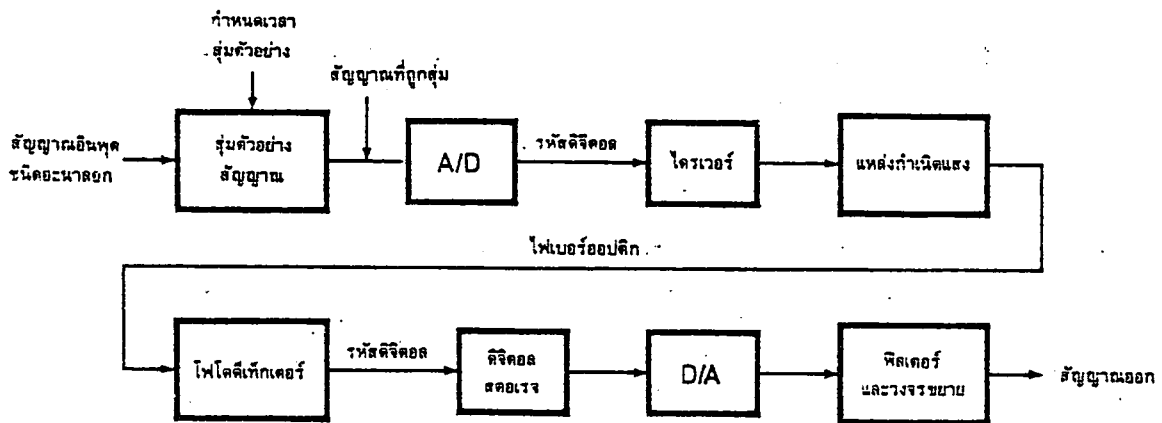 กำหนดเวลา
สุ่มตัวอย่าง
สัญญาณที่ถูกสุ่ม
สัญญาณอินพุต
ชนิดอะนาลอก
สุ่มตัวอย่าง
สัญญาณ
A/D
รหัสดิจิตอล
ไดรเวอร์
แหล่งกำเนิดแสง
ไฟเบอร์ออปติก
โฟโตดีเท็กเตอร์
รหัสดิจิตอล
ดิจิตอล
สตอเรจ
D/A
ฟิลเตอร์
และวงจรขยาย
สัญญาณออก